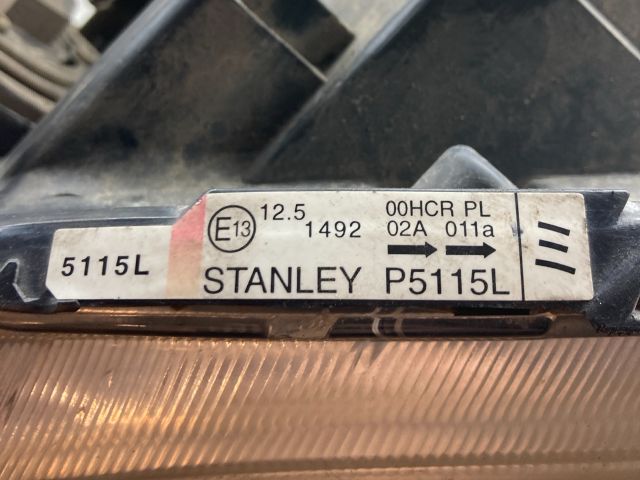 5115L
E13 12.5 1492
00HCR PL
02A 011a
STANLEY P5115L